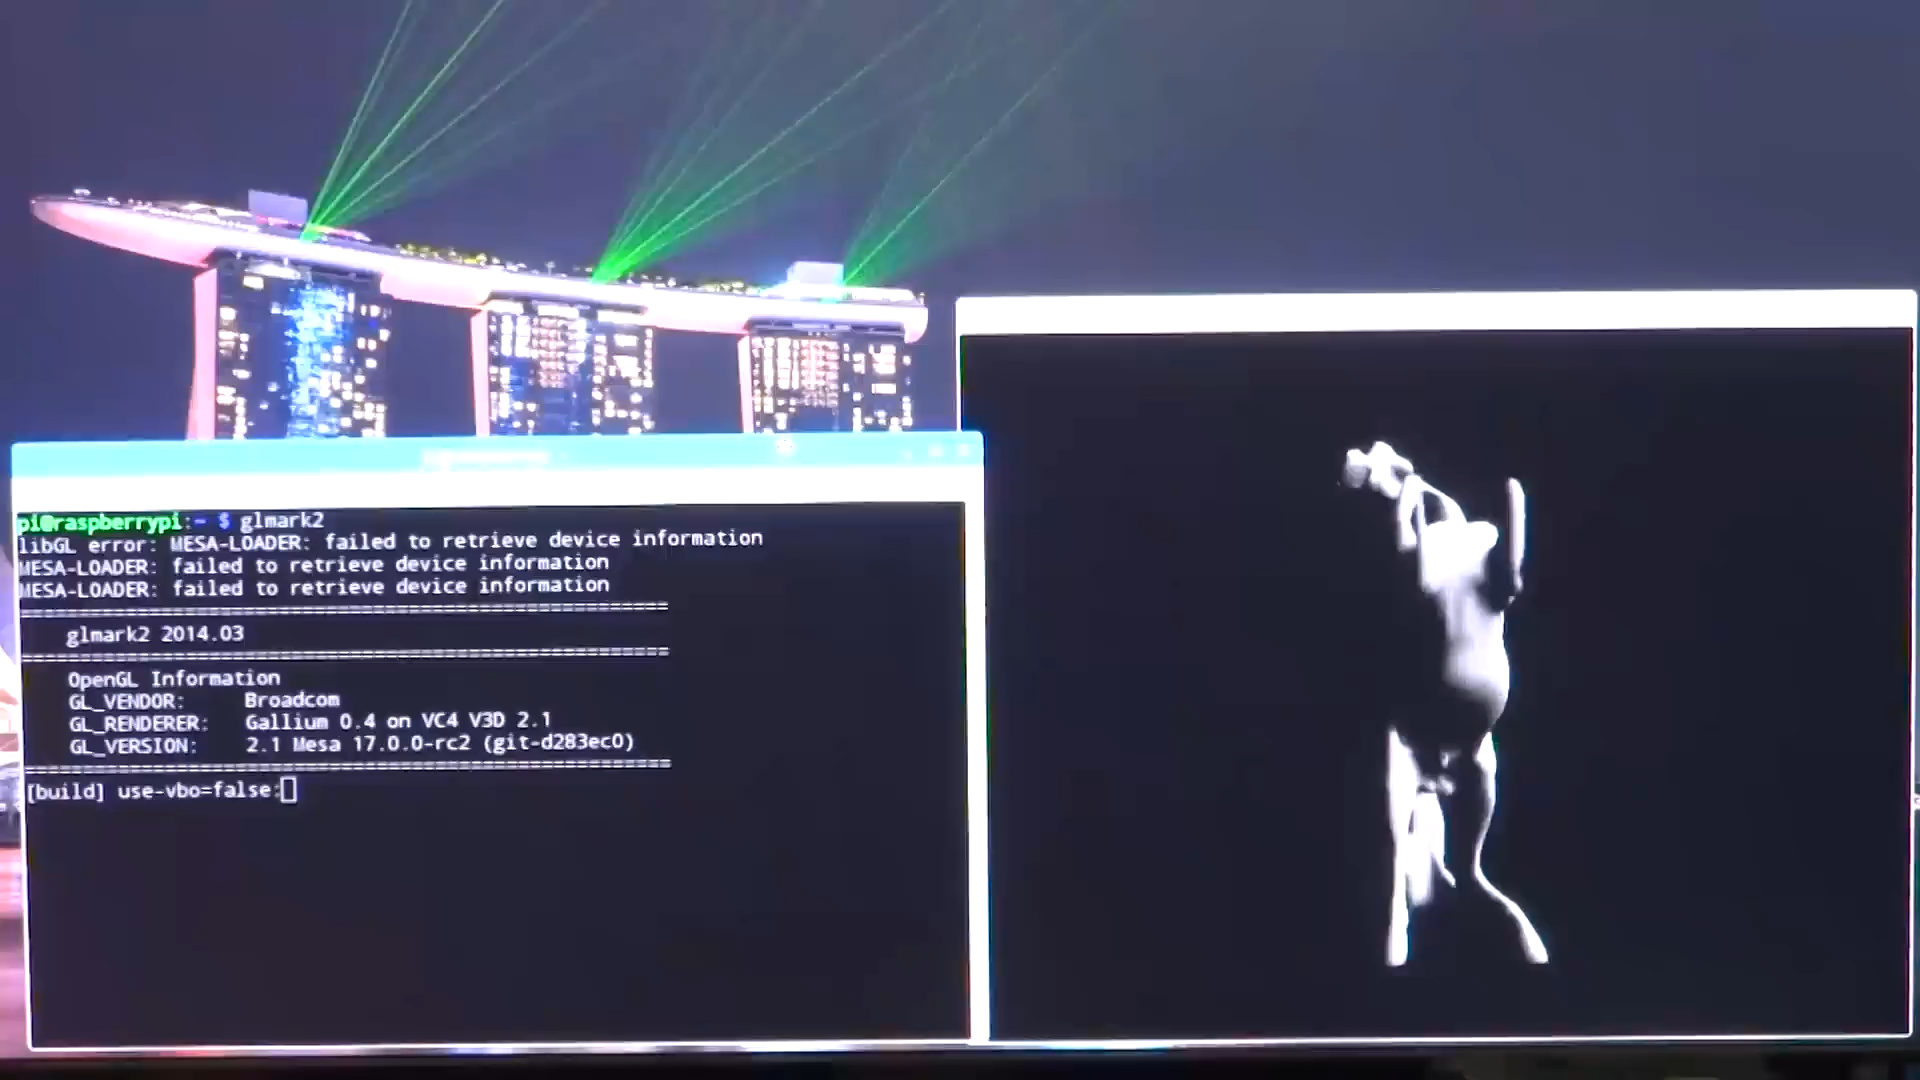 pi@raspberrypi:~ $ glmark2
libGL error: MESA-LOADER: failed to retrieve device information
MESA-LOADER: failed to retrieve device information
MESA-LOADER: failed to retrieve device information
=======================================================
glmark2 2014.03
=======================================================
OpenGL Information
GL_VENDOR: Broadcom
GL_RENDERER: Gallium 0.4 on VC4 V3D 2.1
GL_VERSION: 2.1 Mesa 17.0.0-rc2 (git-d283ec0)
=======================================================
[build] use-vbo=false: